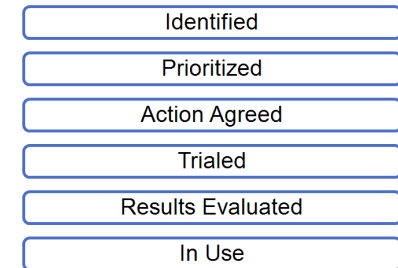 Identified
Prioritized
Action Agreed
Trialed
Results Evaluated
In Use